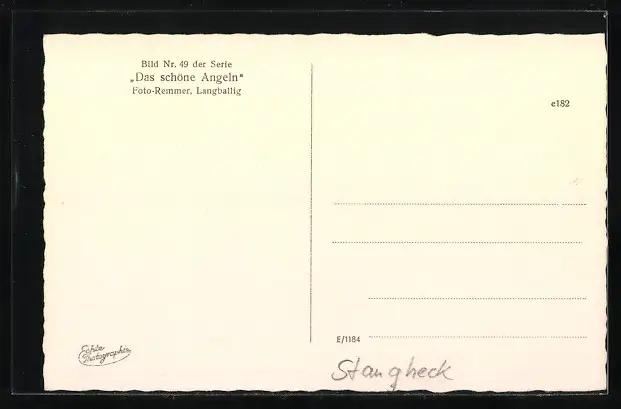 Bild Nr. 49 der Serie
„Das schöne Angeln"
Foto-Remmer, Langballig
e182
E/1184
Echte
Photographie
Stangheck